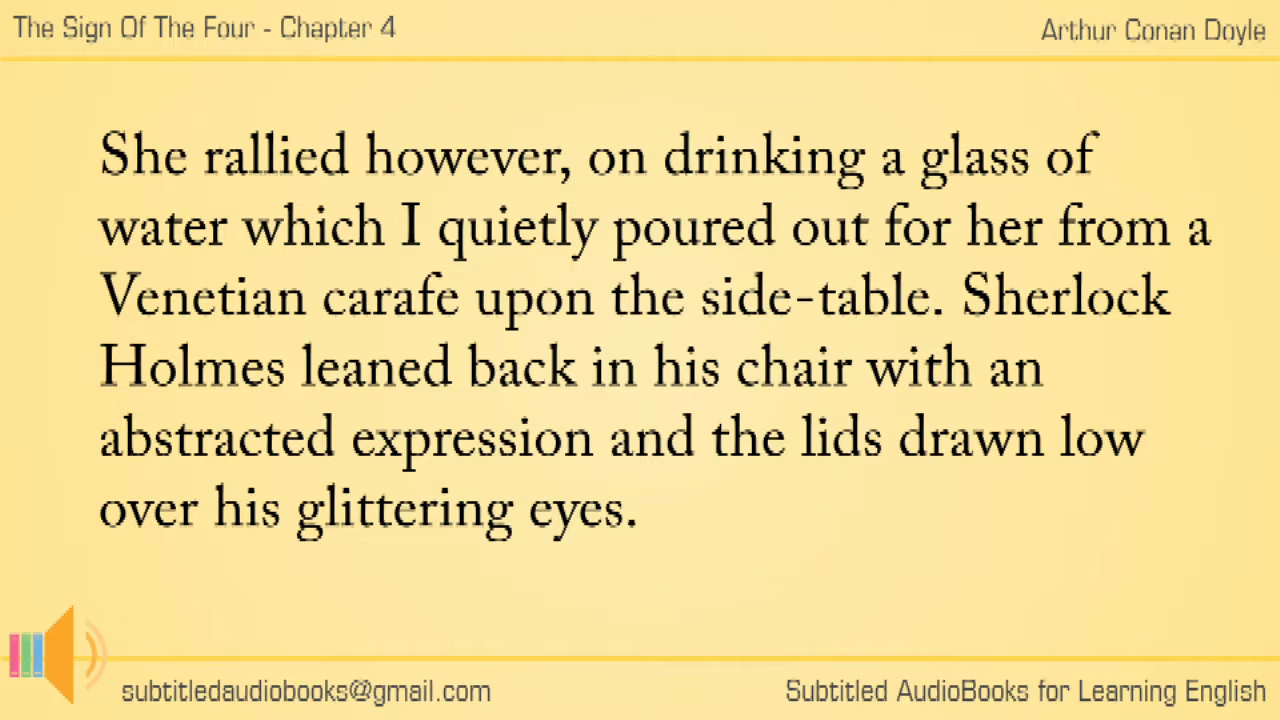 The Sign Of The Four - Chapter 4
Arthur Conan Doyle
She rallied however, on drinking a glass of
water which I quietly poured out for her from a
Venetian carafe upon the side-table. Sherlock
Holmes leaned back in his chair with an
abstracted expression and the lids drawn low
over his glittering eyes.
subtitledaudiobooks@gmail.com
Subtitled AudioBooks for Learning English